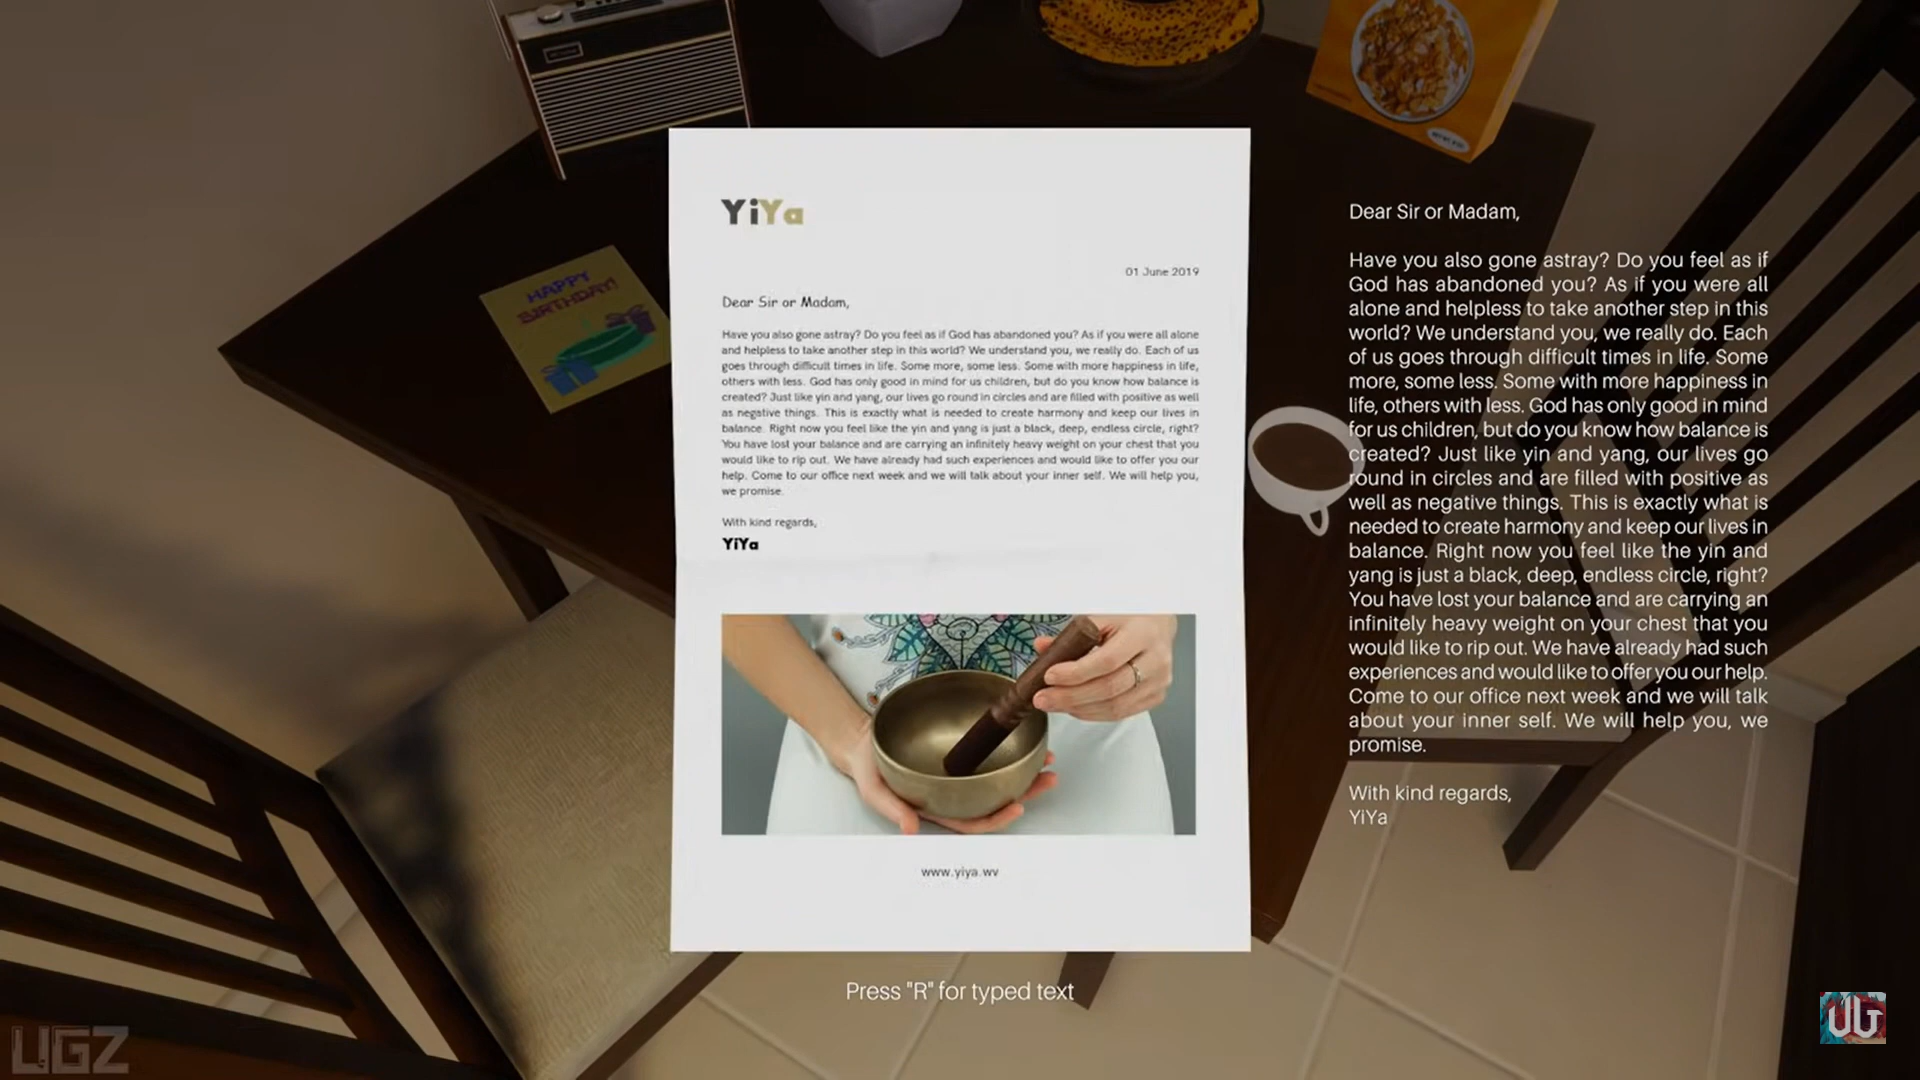 YiYa
01 June 2019
Dear Sir or Madam,
Have you also gone astray? Do you feel as if God has abandoned you? As if you were all alone
and helpless to take another step in this world? We understand you, we really do. Each of us
goes through difficult times in life. Some more, some less. Some with more happiness in life,
others with less. God has only good in mind for us children, but do you know how balance is
created? Just like yin and yang, our lives go round in circles and are filled with positive as well
as negative things. This is exactly what is needed to create harmony and keep our lives in
balance. Right now you feel like the yin and yang is just a black, deep, endless circle, right?
You have lost your balance and are carrying an infinitely heavy weight on your chest that you
would like to rip out. We have already had such experiences and would like to offer you our
help. Come to our office next week and we will talk about your inner self. We will help you,
we promise.
With kind regards,
YiYa
www.yiya.wv
HAPPY
BIRTHDAY!
Dear Sir or Madam,
Have you also gone astray? Do you feel as if
God has abandoned you? As if you were all
alone and helpless to take another step in this
world? We understand you, we really do. Each
of us goes through difficult times in life. Some
more, some less. Some with more happiness in
life, others with less. God has only good in mind
for us children, but do you know how balance is
created? Just like yin and yang, our lives go
round in circles and are filled with positive as
well as negative things. This is exactly what is
needed to create harmony and keep our lives in
balance. Right now you feel like the yin and
yang is just a black, deep, endless circle, right?
You have lost your balance and are carrying an
infinitely heavy weight on your chest that you
would like to rip out. We have already had such
experiences and would like to offer you our help.
Come to our office next week and we will talk
about your inner self. We will help you, we
promise.
With kind regards,
YiYa
Press "R" for typed text
UGZ